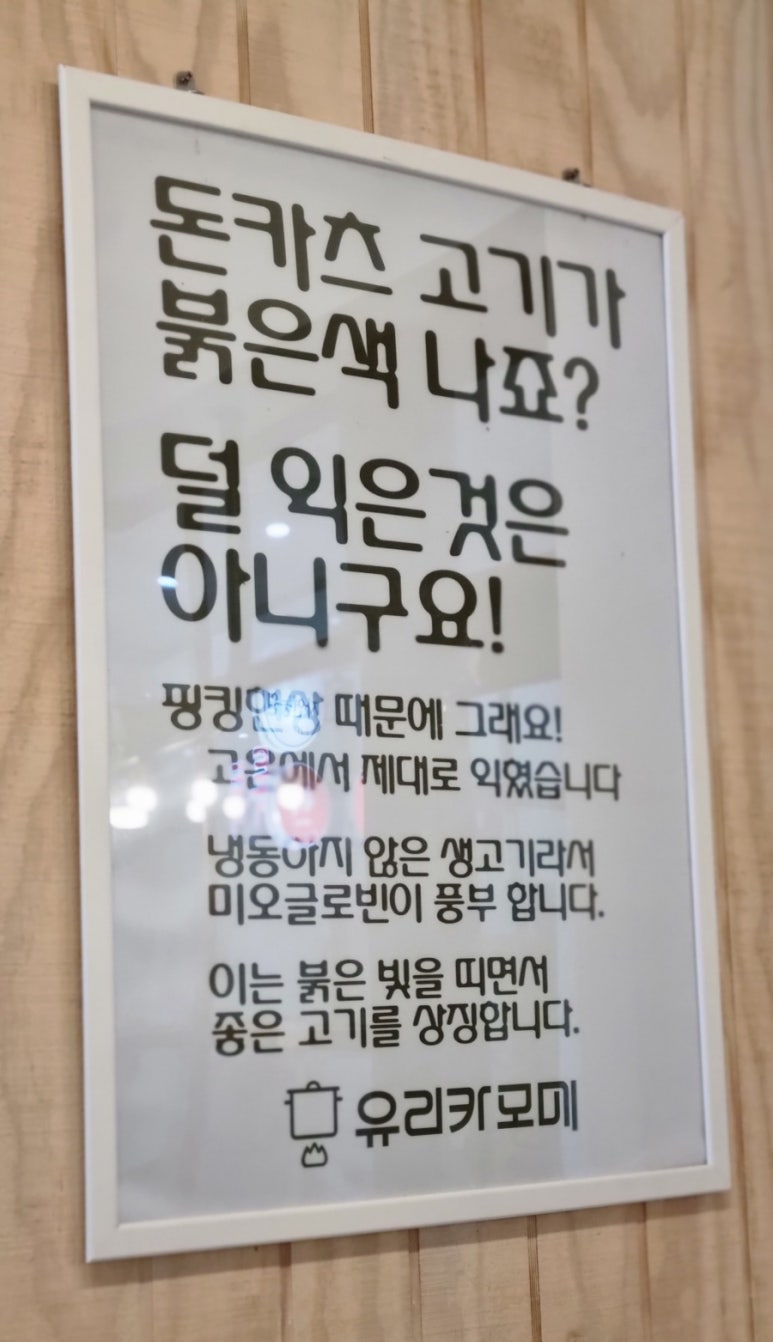 돈카츠 고기가
붉은색 나죠?
덜 익은것은
아니구요!
핑킹현상 때문에 그래요!
고온에서 제대로 익혔습니다
냉동하지 않은 생고기라서
미오글로빈이 풍부 합니다.
이는 붉은 빛을 띠면서
좋은 고기를 상징합니다.
유리카모메